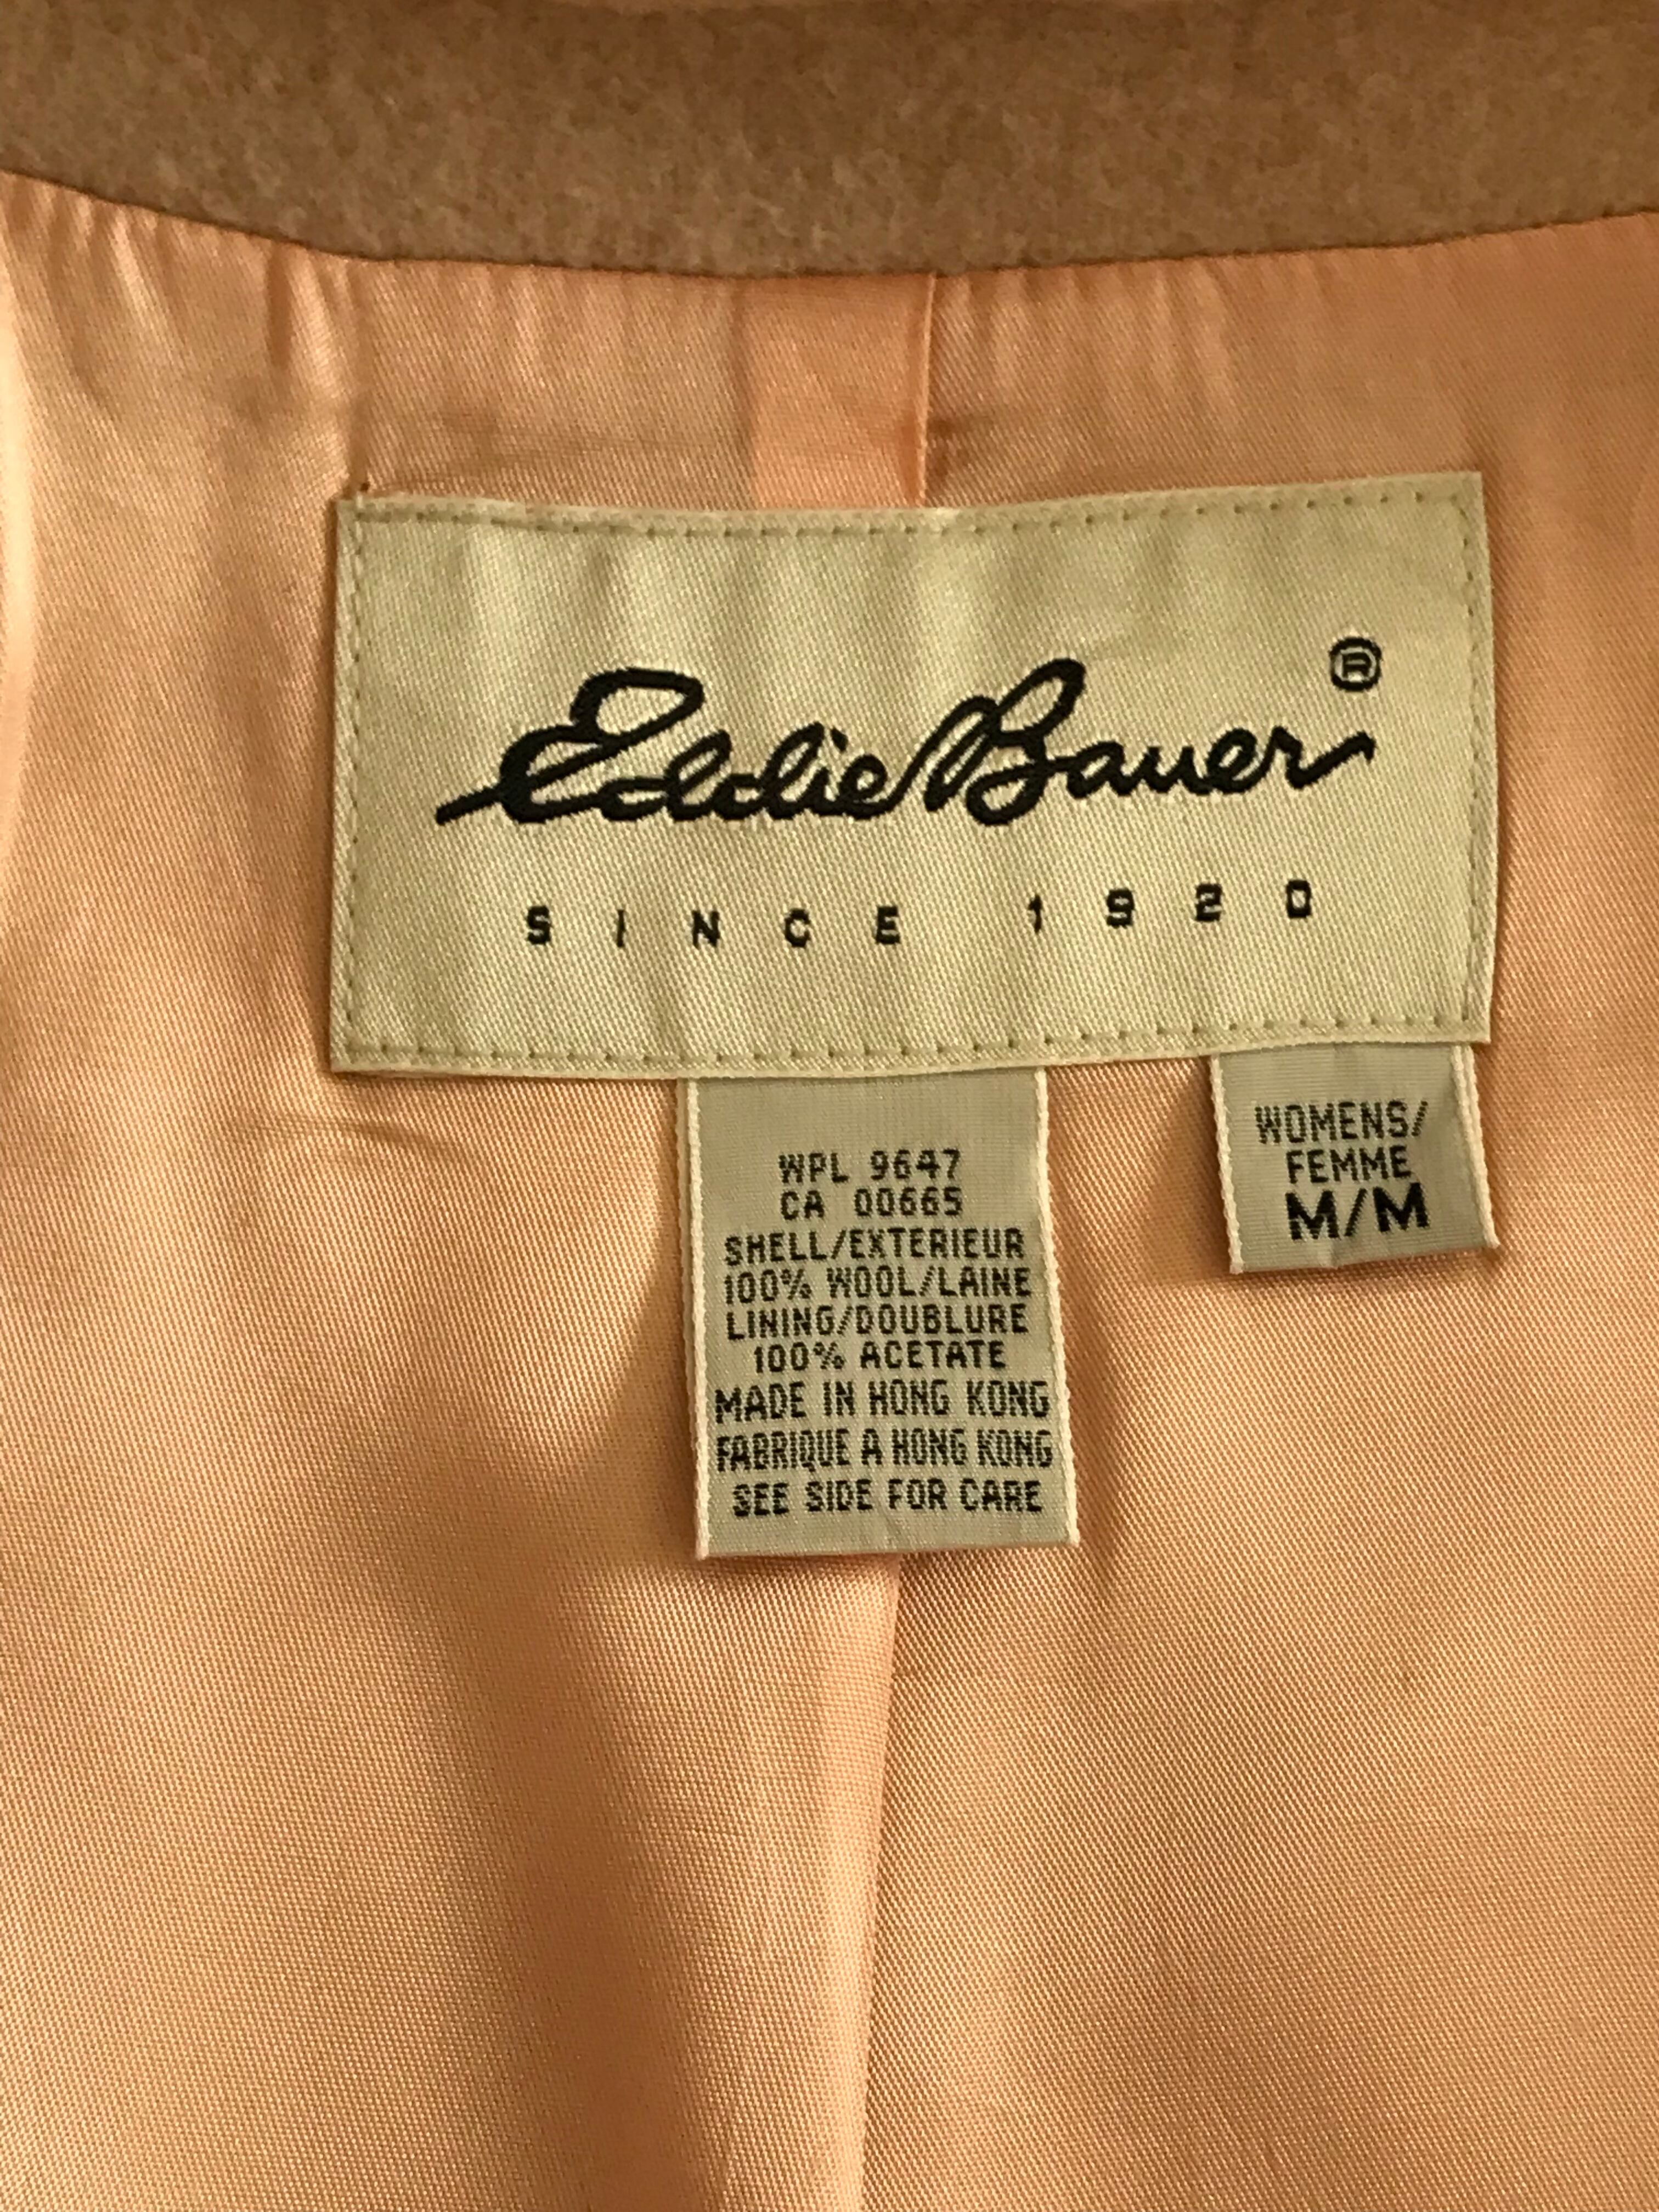 Eddie Bauer ®
SINCE 1920
WPL 9647
CA 00665
SHELL/EXTERIEUR
100% WOOL/LAINE
LINING/DOUBLURE
100% ACETATE
MADE IN HONG KONG
FABRIQUE A HONG KONG
SEE SIDE FOR CARE
WOMENS/
FEMME
M/M